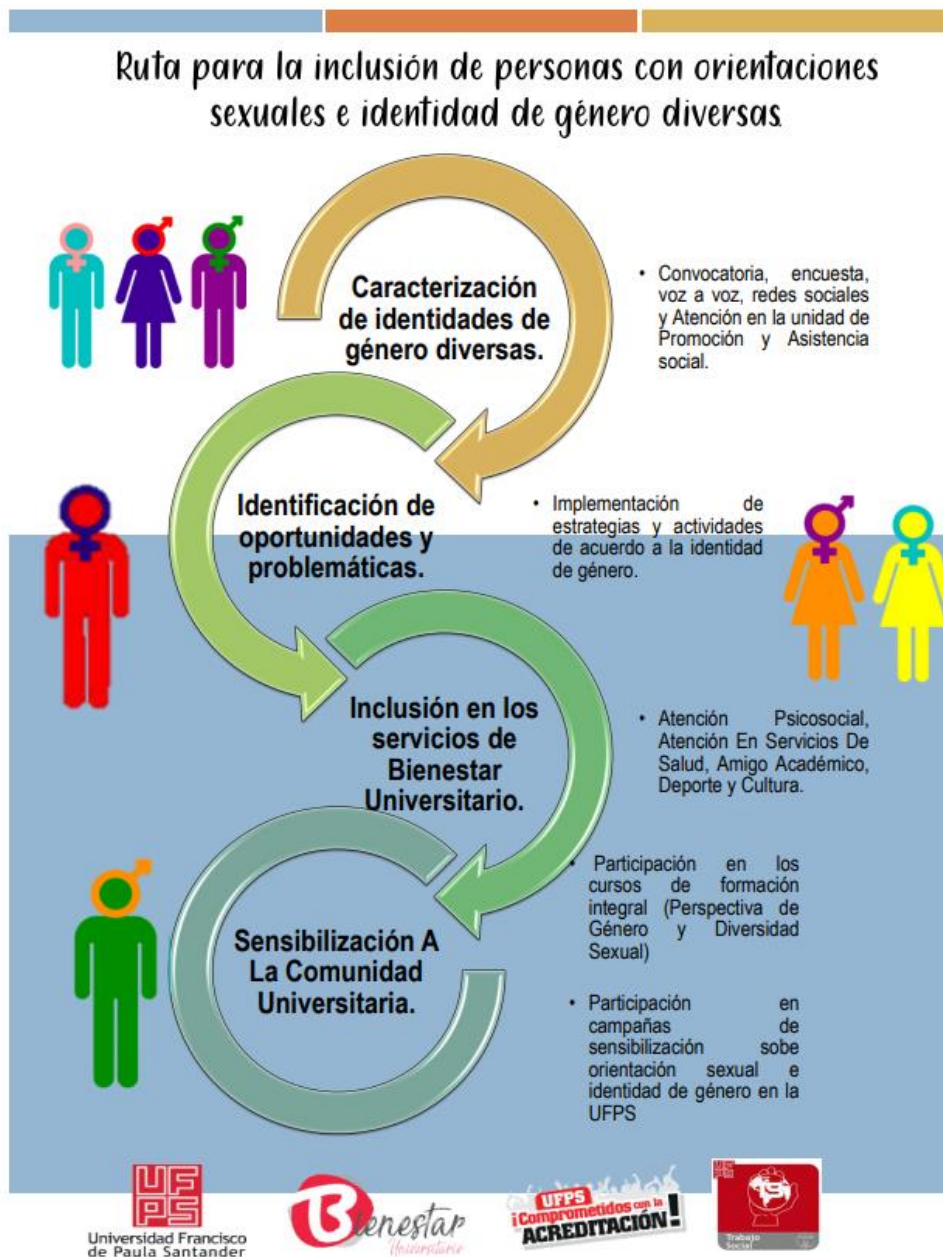 Ruta para la inclusión de personas con orientaciones
sexuales e identidad de género diversas
Caracterización
de identidades de
género diversas.
• Convocatoria, encuesta,
voz a voz, redes sociales
y Atención en la unidad de
Promoción y Asistencia
social.
Identificación de
oportunidades y
problemáticas.
• Implementación de
estrategias y actividades
de acuerdo a la identidad
de género.
Inclusión en los
servicios de
Bienestar
Universitario.
• Atención Psicosocial,
Atención En Servicios De
Salud, Amigo Académico,
Deporte y Cultura.
Sensibilización A
La Comunidad
Universitaria.
• Participación en los
cursos de formación
integral (Perspectiva de
Género y Diversidad
Sexual)
• Participación en
campañas de
sensibilización sobe
orientación sexual e
identidad de género en la
UFPS
UFPS
Universidad Francisco
de Paula Santander
Bienestar
Universitario
UFPS
¡Comprometidos con la
ACREDITACIÓN!
UFPS
Trabajo
Social